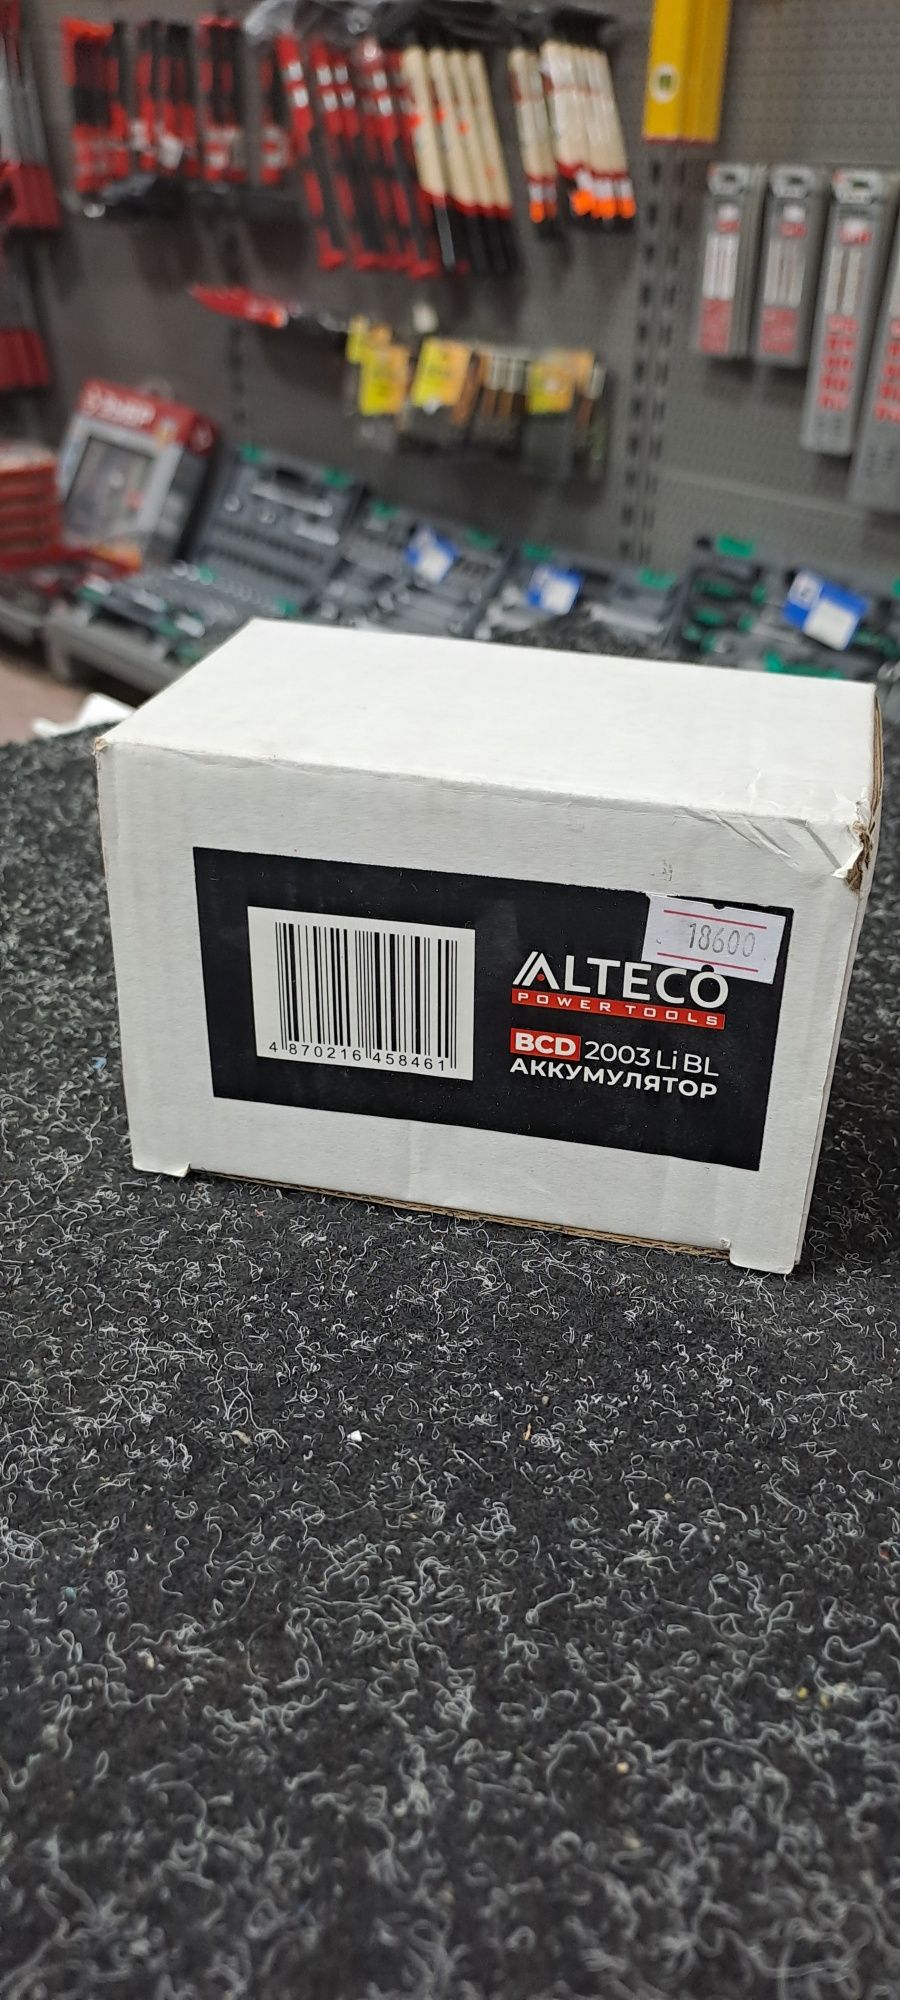 18600
ALTECO
POWER TOOLS
BCD 2003 Li BL
АККУМУЛЯТОР
4 870216 458461